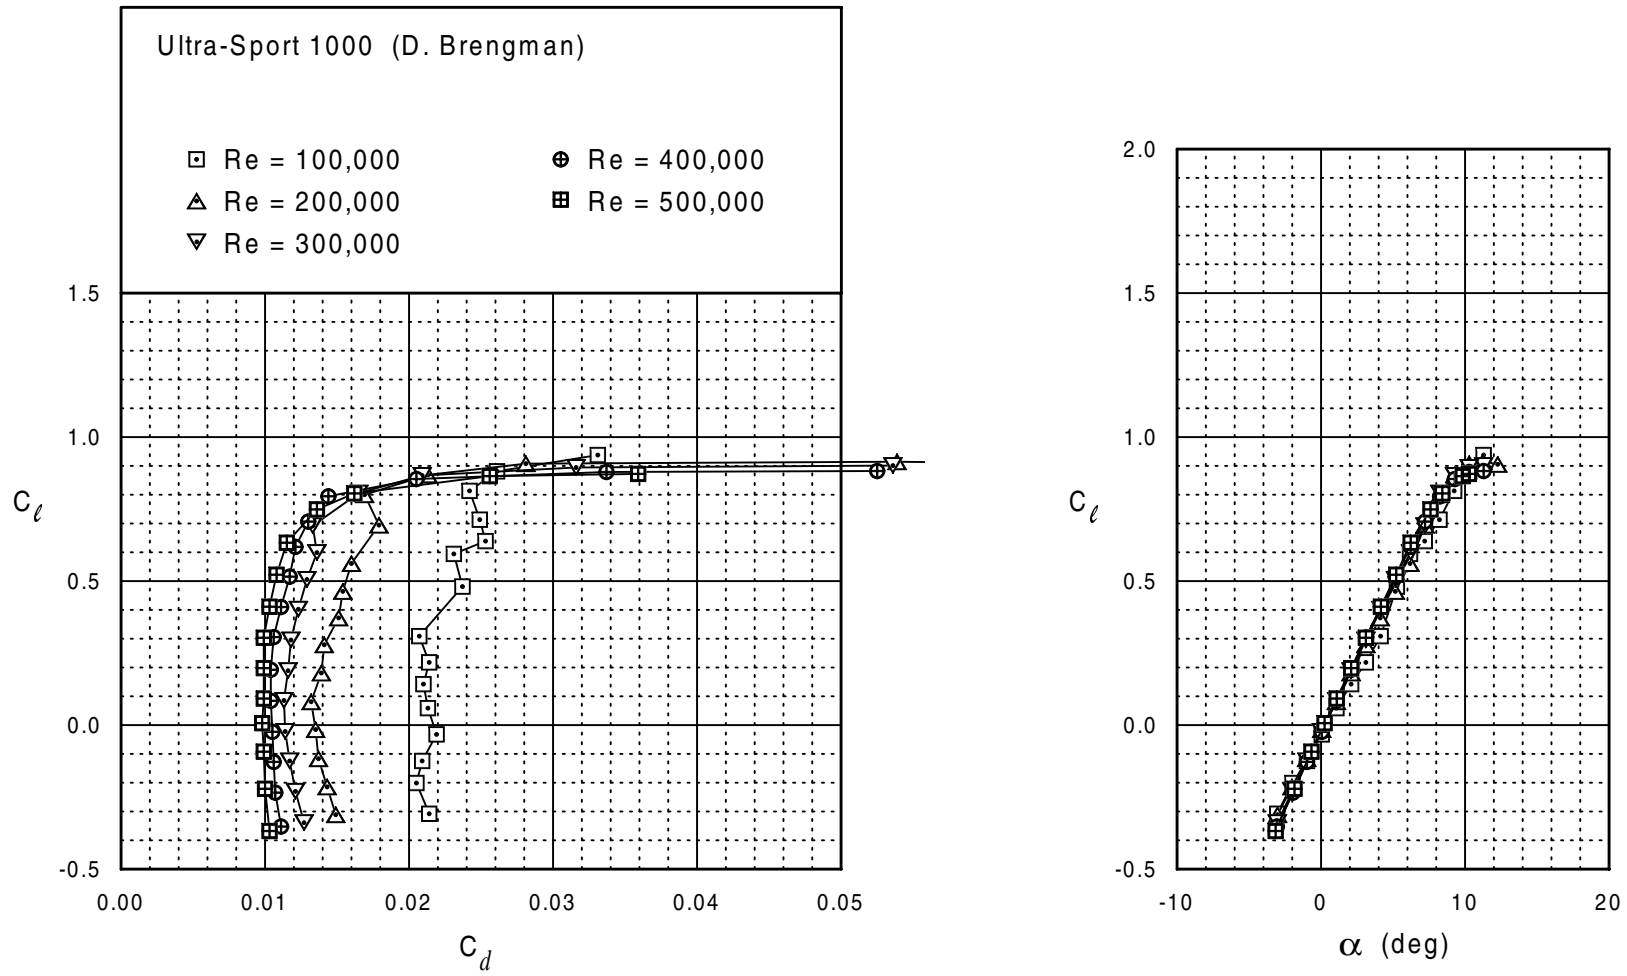 Ultra-Sport 1000 (D. Brengman)
Re = 100,000
Re = 200,000
Re = 300,000
Re = 400,000
Re = 500,000
1.5
1.0
0.5
0.0
-0.5
C ℓ
0.00 0.01 0.02 0.03 0.04 0.05
C d
2.0
1.5
1.0
0.5
0.0
-0.5
C ℓ
-10 0 10 20
α (deg)